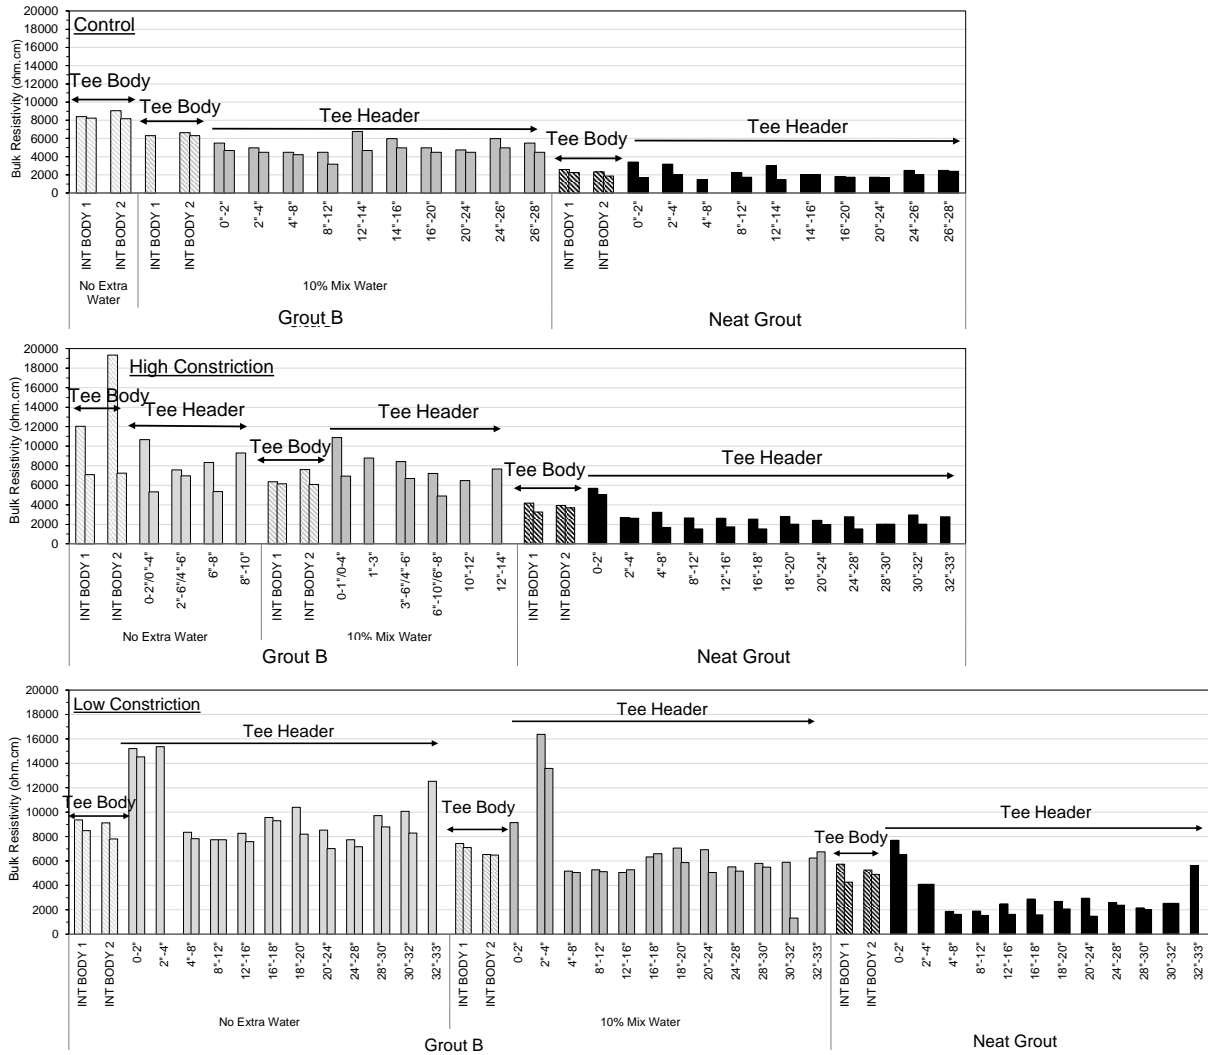 Control
Bulk Resistivity (ohm.cm)
20000
18000
16000
14000
12000
10000
8000
6000
4000
2000
0
Tee Body
Tee Body
Tee Header
Tee Body
Tee Header
INT BODY 1
INT BODY 2
INT BODY 1
INT BODY 2
0"-2"
2"-4"
4"-8"
8"-12"
12"-14"
14"-16"
16"-20"
20"-24"
24"-26"
26"-28"
INT BODY 1
INT BODY 2
0"-2"
2"-4"
4"-8"
8"-12"
12"-14"
14"-16"
16"-20"
20"-24"
24"-26"
26"-28"
No Extra
Water
10% Mix Water
Grout B
Neat Grout
High Constriction
Bulk Resistivity (ohm.cm)
20000
18000
16000
14000
12000
10000
8000
6000
4000
2000
0
Tee Body
Tee Header
Tee Body
Tee Header
Tee Body
Tee Header
INT BODY 1
INT BODY 2
0-2"/0"-4"
2"-6"/4"-6"
6"-8"
8"-10"
INT BODY 1
INT BODY 2
0-1"/0-4"
1"-3"
3"-6"/4"-6"
6"-10"/6"-8"
10"-12"
12"-14"
INT BODY 1
INT BODY 2
0-2"
2"-4"
4"-8"
8"-12"
12"-16"
16"-18"
18"-20"
20"-24"
24"-28"
28"-30"
30"-32"
32"-33"
No Extra Water
10% Mix Water
Grout B
Neat Grout
Low Constriction
Bulk Resistivity (ohm.cm)
20000
18000
16000
14000
12000
10000
8000
6000
4000
2000
0
Tee Body
Tee Header
Tee Body
Tee Header
Tee Body
Tee Header
INT BODY 1
INT BODY 2
0-2"
2"-4"
4"-8"
8"-12"
12"-16"
16"-18"
18"-20"
20"-24"
24"-28"
28"-30"
30"-32"
32"-33"
INT BODY 1
INT BODY 2
0-2"
2"-4"
4"-8"
8"-12"
12"-16"
16"-18"
18"-20"
20"-24"
24"-28"
28"-30"
30"-32"
32"-33"
INT BODY 1
INT BODY 2
0-2"
2"-4"
4"-8"
8"-12"
12"-16"
16"-18"
18"-20"
20"-24"
24"-28"
28"-30"
30"-32"
32"-33"
No Extra Water
10% Mix Water
Grout B
Neat Grout